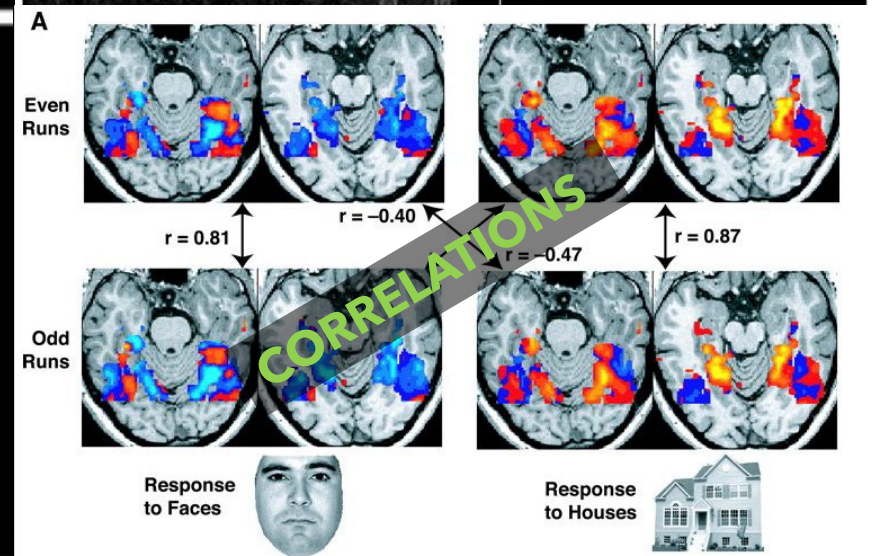 A
Even
Runs
r = 0.81
r = –0.40
r = –0.47
r = 0.87
CORRELATIONS
Odd
Runs
Response
to Faces
Response
to Houses